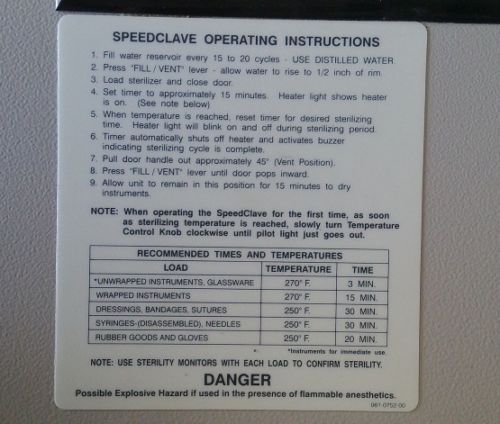 SPEEDCLAVE OPERATING INSTRUCTIONS
1. Fill water reservoir every 15 to 20 cycles - USE DISTILLED WATER
2. Press "FILL / VENT" lever - allow water to rise to 1/2 inch of rim.
3. Load sterilizer and close door.
4. Set timer to approximately 15 minutes. Heater light shows heater
is on. (See note below)
5. When temperature is reached, reset timer for desired sterilizing
time. Heater light will blink on and off during sterilizing period.
6. Timer automatically shuts off heater and activates buzzer
indicating sterilizing cycle is complete.
7. Pull door handle out approximately 45° (Vent Position).
8. Press "FILL / VENT" lever until door pops inward.
9. Allow unit to remain in this position for 15 minutes to dry
instruments.
NOTE: When operating the SpeedClave for the first time, as soon
as sterilizing temperature is reached, slowly turn Temperature
Control Knob clockwise until pilot light just goes out.
RECOMMENDED TIMES AND TEMPERATURES
LOAD TEMPERATURE TIME
*UNWRAPPED INSTRUMENTS, GLASSWARE 270° F. 3 MIN.
WRAPPED INSTRUMENTS 270° F. 15 MIN.
DRESSINGS, BANDAGES, SUTURES 250° F. 30 MIN.
SYRINGES-(DISASSEMBLED), NEEDLES 250° F. 30 MIN.
RUBBER GOODS AND GLOVES 250° F. 20 MIN.
*Instruments for immediate use.
NOTE: USE STERILITY MONITORS WITH EACH LOAD TO CONFIRM STERILITY.
DANGER
Possible Explosive Hazard if used in the presence of flammable anesthetics.
061-0752-00